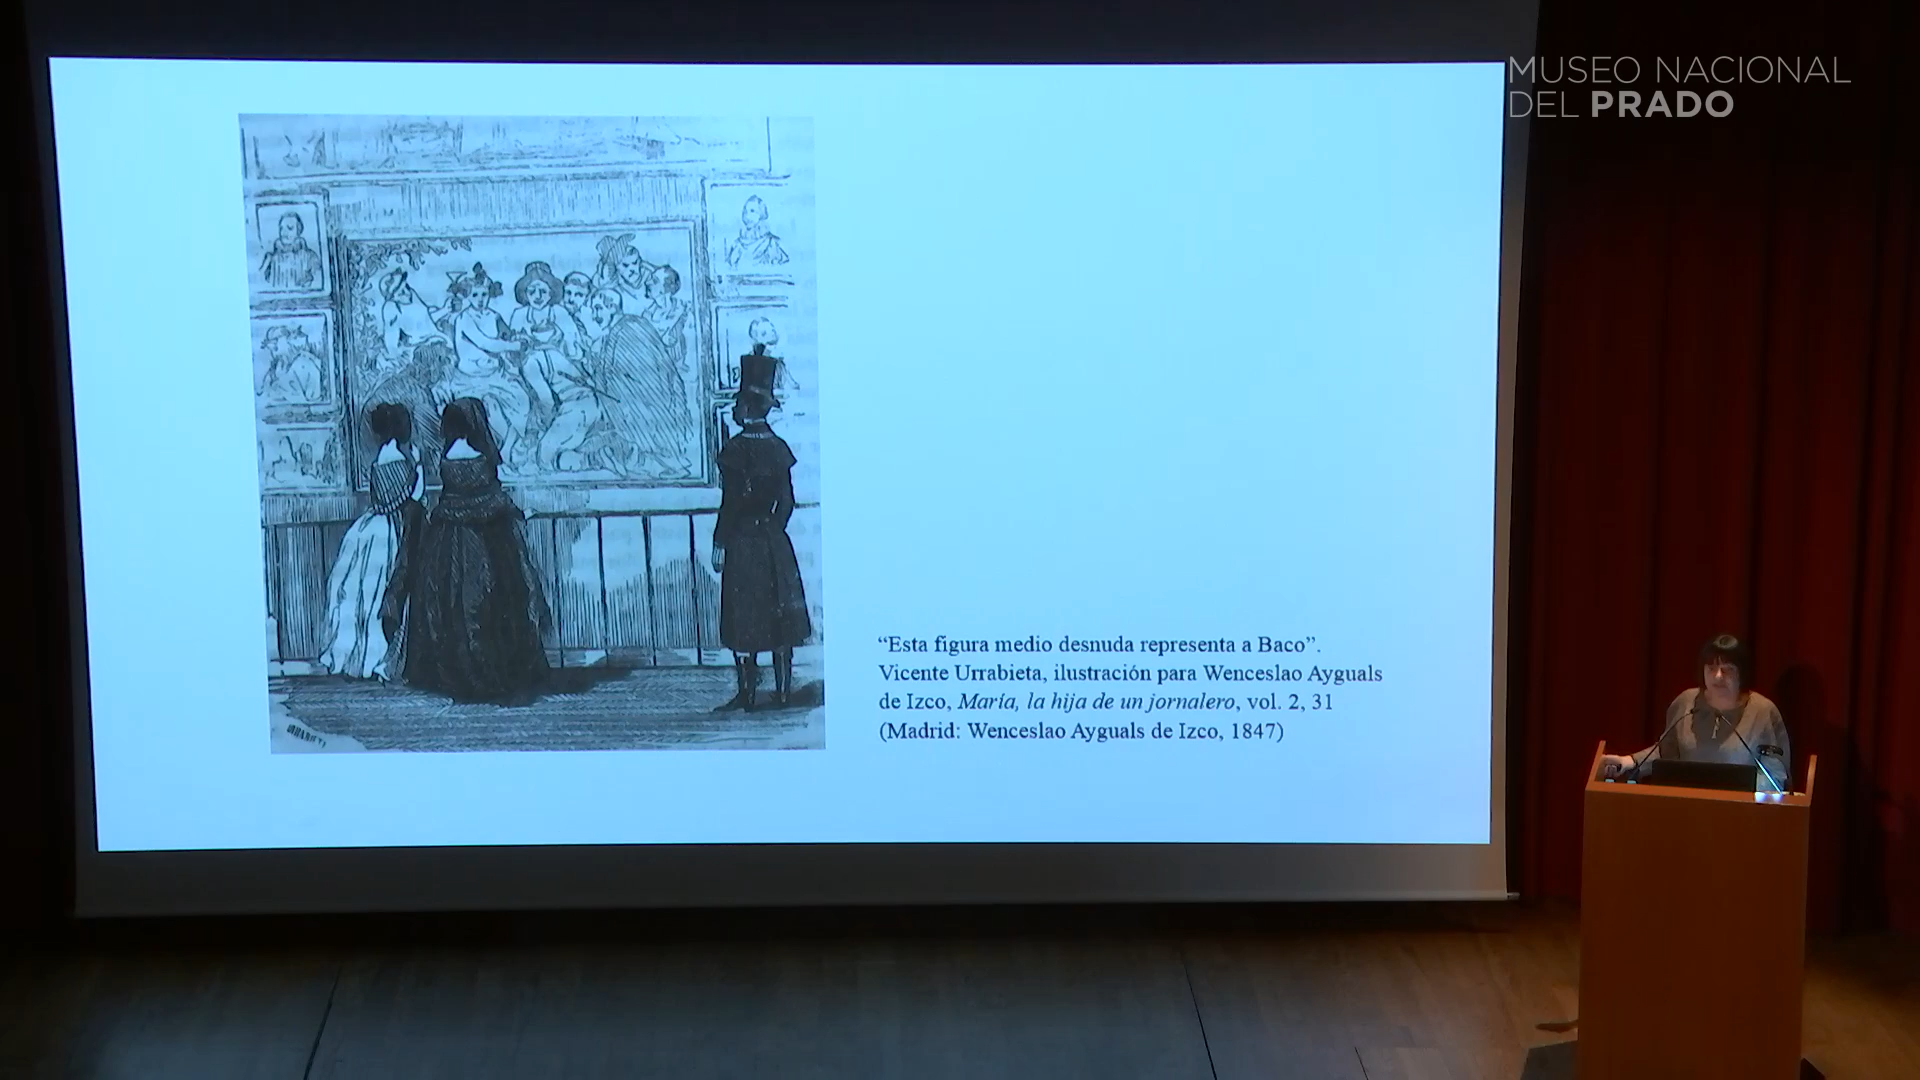 MUSEO NACIONAL
DEL PRADO
“Esta figura medio desnuda representa a Baco”.
Vicente Urrabieta, ilustración para Wenceslao Ayguals
de Izco, María, la hija de un jornalero, vol. 2, 31
(Madrid: Wenceslao Ayguals de Izco, 1847)